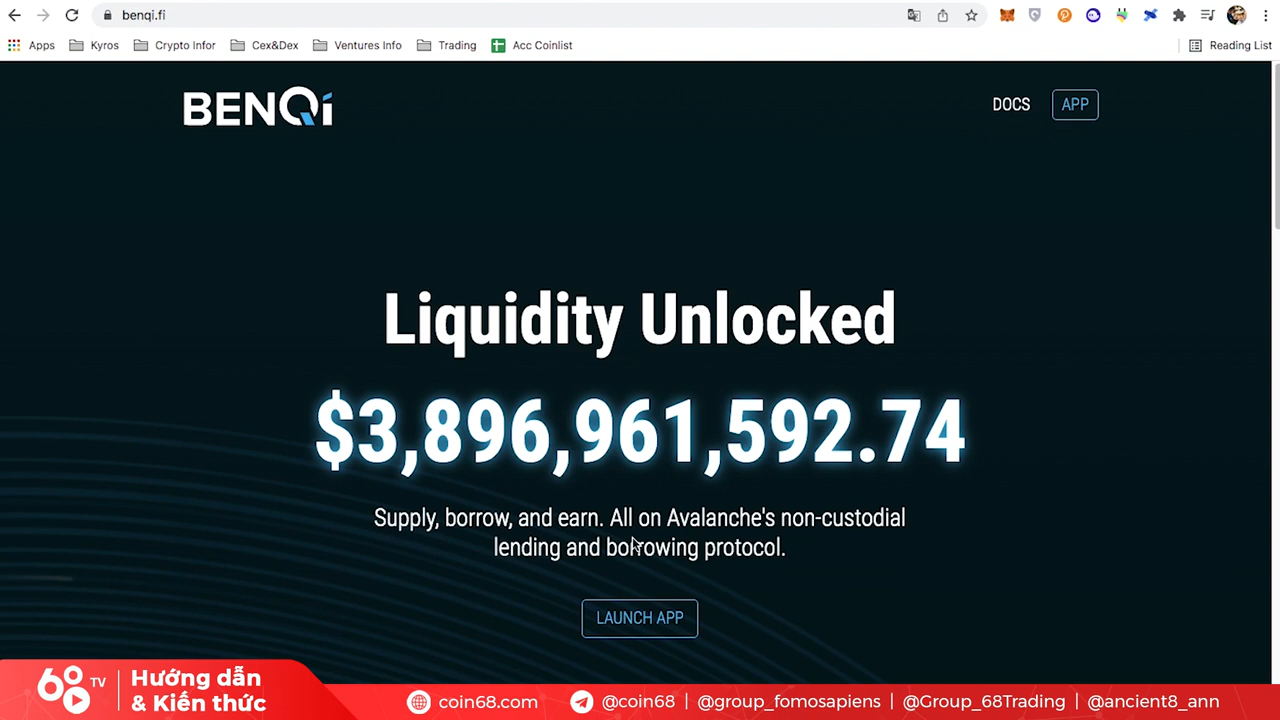 benqi.fi
Apps Kyros Crypto Infor Cex&Dex Ventures Info Trading Acc Coinlist Reading List
BENQi
DOCS APP
Liquidity Unlocked
$3,896,961,592.74
Supply, borrow, and earn. All on Avalanche's non-custodial
lending and borrowing protocol.
LAUNCH APP
68 TV
Hướng dẫn
& Kiến thức
coin68.com @coin68 | @group_fomosapiens | @Group_68Trading | @ancient8_ann